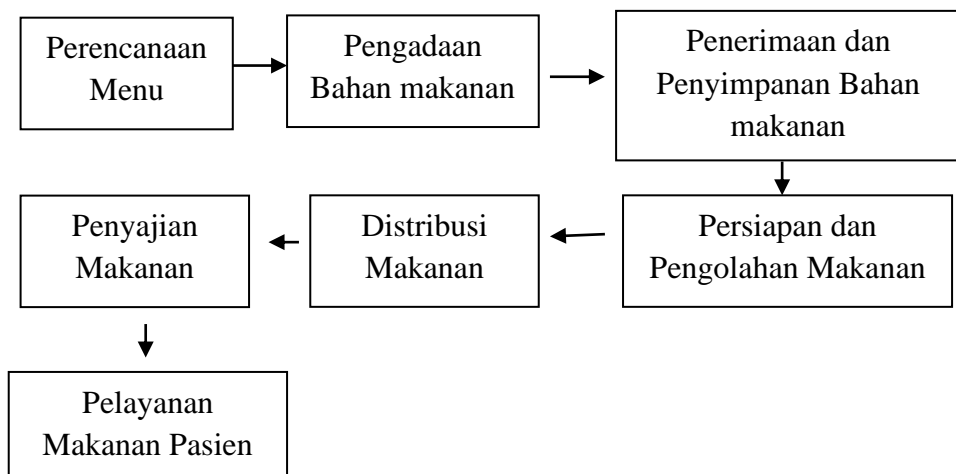 Perencanaan
Menu
Pengadaan
Bahan makanan
Penerimaan dan
Penyimpanan Bahan
makanan
Persiapan dan
Pengolahan Makanan
Distribusi
Makanan
Penyajian
Makanan
Pelayanan
Makanan Pasien